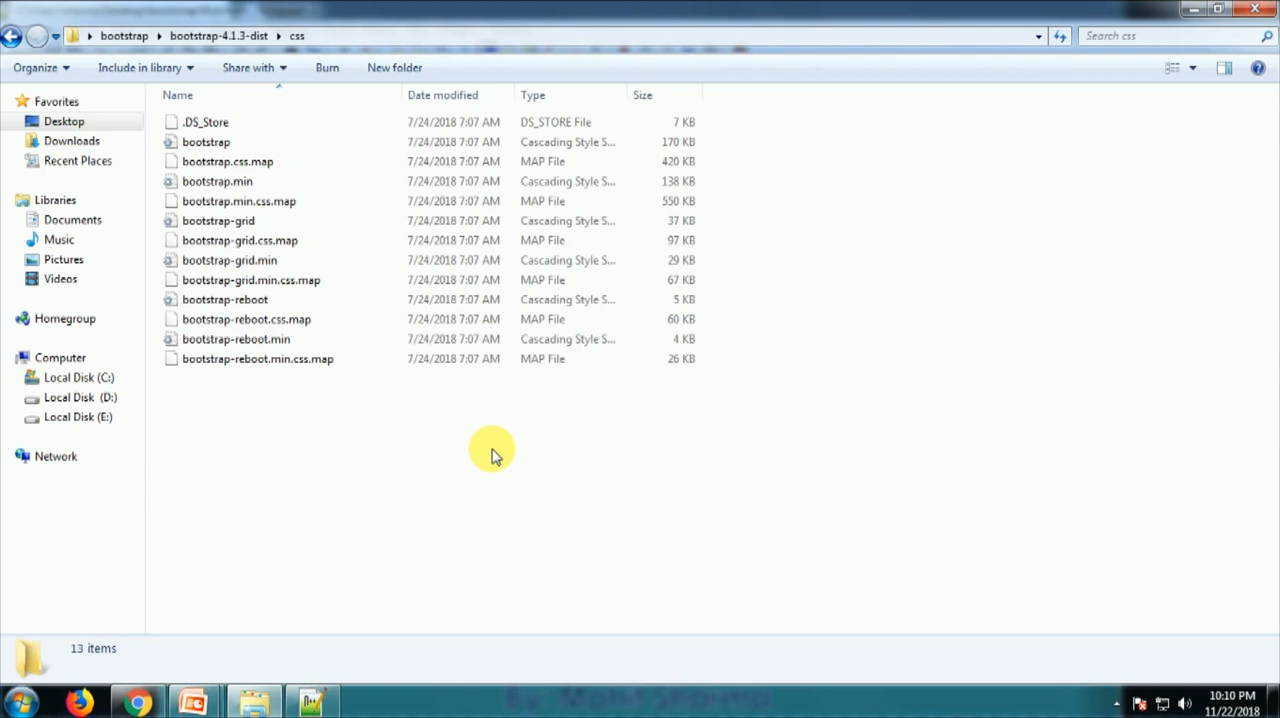 bootstrap bootstrap-4.1.3-dist css
Search css
Organize Include in library Share with Burn New folder
Favorites
Desktop
Downloads
Recent Places
Libraries
Documents
Music
Pictures
Videos
Homegroup
Computer
Local Disk (C:)
Local Disk (D:)
Local Disk (E:)
Network
Name Date modified Type Size
.DS_Store 7/24/2018 7:07 AM DS_STORE File 7 KB
bootstrap 7/24/2018 7:07 AM Cascading Style S... 170 KB
bootstrap.css.map 7/24/2018 7:07 AM MAP File 420 KB
bootstrap.min 7/24/2018 7:07 AM Cascading Style S... 138 KB
bootstrap.min.css.map 7/24/2018 7:07 AM MAP File 550 KB
bootstrap-grid 7/24/2018 7:07 AM Cascading Style S... 37 KB
bootstrap-grid.css.map 7/24/2018 7:07 AM MAP File 97 KB
bootstrap-grid.min 7/24/2018 7:07 AM Cascading Style S... 29 KB
bootstrap-grid.min.css.map 7/24/2018 7:07 AM MAP File 67 KB
bootstrap-reboot 7/24/2018 7:07 AM Cascading Style S... 5 KB
bootstrap-reboot.css.map 7/24/2018 7:07 AM MAP File 60 KB
bootstrap-reboot.min 7/24/2018 7:07 AM Cascading Style S... 4 KB
bootstrap-reboot.min.css.map 7/24/2018 7:07 AM MAP File 26 KB
13 items
10:10 PM
11/22/2018